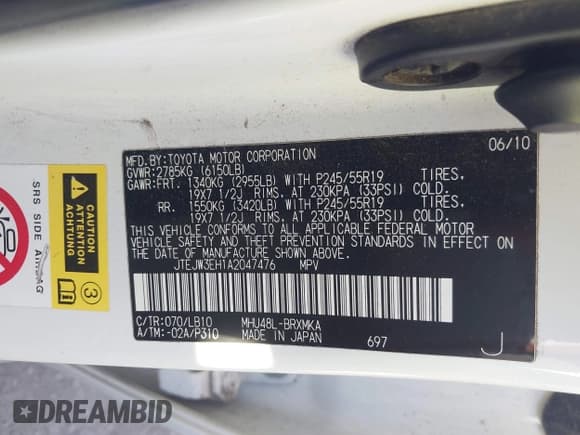 MFD. BY: TOYOTA MOTOR CORPORATION 06/10
GVWR: 2785KG (6150LB)
GAWR: FRT. 1340KG (2955LB) WITH P245/55R19 TIRES.
19X7 1/2J RIMS. AT 230KPA (33PSI) COLD.
RR. 1550KG (3420LB) WITH P245/55R19 TIRES.
19X7 1/2J RIMS. AT 230KPA (33PSI) COLD.
THIS VEHICLE CONFORMS TO ALL APPLICABLE FEDERAL MOTOR
VEHICLE SAFETY AND THEFT PREVENTION STANDARDS IN EFFECT ON
THE DATE OF MANUFACTURE SHOWN ABOVE.
JTEJW3EH1A2047476 MPV
C/TR: 070/LB10 MHU48L-BRXMKA
A/TM: -02A/P310 MADE IN JAPAN 697 J
SRS SIDE AIRBAG
CAUTION
ATTENTION
ACHTUNG
3
DREAMBID